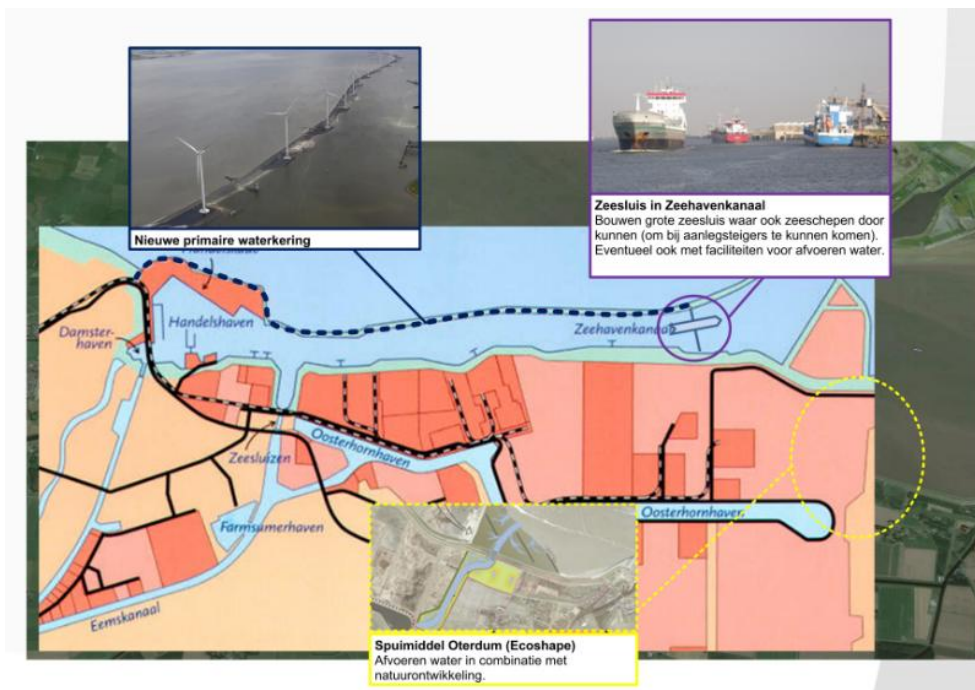 Nieuwe primaire waterkering
Zeesluis in Zeehavenkanaal
Bouwen grote zeesluis waar ook zeeschepen door
kunnen (om bij aanlegsteigers te kunnen komen).
Eventueel ook met faciliteiten voor afvoeren water.
Damster-
haven
Handelshaven
Zeehavenkanaal
Zeesluizen
Oosterhornhaven
Farmsumerhaven
Oosterhornhaven
Eemskanaal
Spuimiddel Oterdum (Ecoshape)
Afvoeren water in combinatie met
natuurontwikkeling.